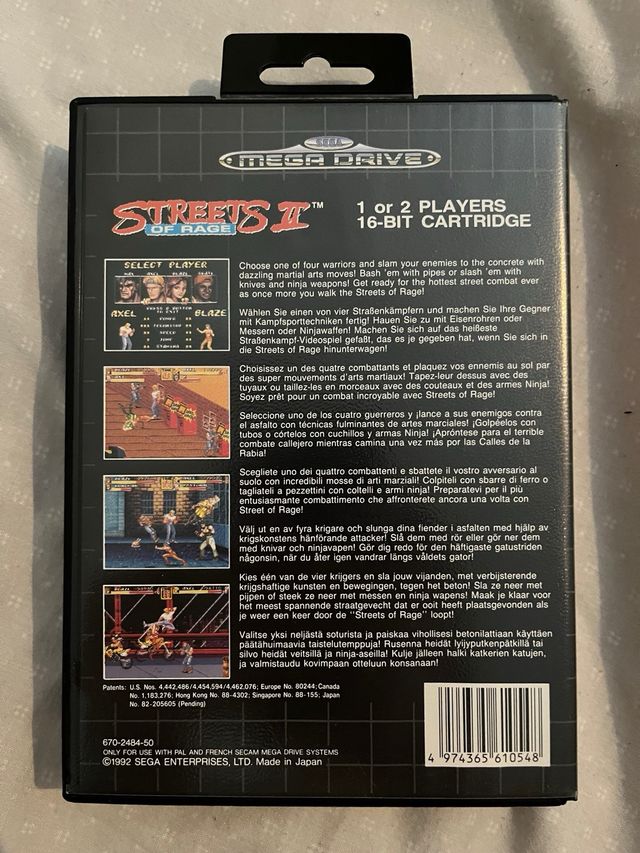 SEGA
MEGA DRIVE
STREETS II™
OF RAGE
1 or 2 PLAYERS
16-BIT CARTRIDGE
SELECT PLAYER
AXEL
BLAZE
Choose one of four warriors and slam your enemies to the concrete with
dazzling martial arts moves! Bash 'em with pipes or slash 'em with
knives and ninja weapons! Get ready for the hottest street combat ever
as once more you walk the Streets of Rage!
Wählen Sie einen von vier Straßenkämpfern und machen Sie Ihre Gegner
mit Kampfsporttechniken fertig! Hauen Sie zu mit Eisenrohren oder
Messern oder Ninjawaffen! Machen Sie sich auf das heißeste
Straßenkampf-Videospiel gefaßt, das es je gegeben hat, wenn Sie sich in
die Streets of Rage hinunterwagen!
Choisissez un des quatre combattants et plaquez vos ennemis au sol par
des super mouvements d'arts martiaux! Tapez-leur dessus avec des
tuyaux ou taillez-les en morceaux avec des couteaux et des armes Ninja!
Soyez prêt pour un combat incroyable avec Streets of Rage!
Seleccione uno de los cuatro guerreros y ¡lance a sus enemigos contra
el asfalto con técnicas fulminantes de artes marciales! ¡Golpéelos con
tubos o córtelos con cuchillos y armas Ninja! ¡Apróntese para el terrible
combate callejero mientras camina una vez más por las Calles de la
Rabia!
Scegliete uno dei quattro combattenti e sbattete il vostro avversario al
suolo con incredibili mosse di arti marziali! Colpiteli con sbarre di ferro o
tagliateli a pezzettini con coltelli e armi ninja! Preparatevi per il più
entusiasmante combattimento che affronterete ancora una volta con
Street of Rage!
Välj ut en av fyra krigare och slunga dina fiender i asfalten med hjälp av
krigskonstens hänförande attacker! Slå dem med rör eller gör ner dem
med knivar och ninjavapen! Gör dig redo för den häftigaste gatustriden
någonsin, när du åter igen vandrar längs våldets gator!
Kies één van de vier krijgers en sla jouw vijanden, met verbijsterende
krijgshaftige kunsten en bewegingen, tegen het beton! Sla ze neer met
pijpen of steek ze neer met messen en ninja wapens! Maak je klaar voor
het meest spannende straatgevecht dat er ooit heeft plaatsgevonden als
je weer een keer door de "Streets of Rage" loopt!
Valitse yksi neljästä soturista ja paiskaa vihollisesi betonilattiaan käyttäen
päätähuimaavia taistelutemppuja! Rusenna heidät lyijyputkenpätkillä tai
silvo heidät veitsillä ja ninja-aseilla! Kulje jälleen halki katkerien katujen,
ja valmistaudu kovimpaan otteluun konsanaan!
Patents: U.S. Nos. 4,442,486/4,454,594/4,462,076; Europe No. 80244; Canada
No. 1,183,276; Hong Kong No. 88-4302; Singapore No. 88-155; Japan
No. 82-205605 (Pending)
670-2484-50
ONLY FOR USE WITH PAL AND FRENCH SECAM MEGA DRIVE SYSTEMS
©1992 SEGA ENTERPRISES, LTD. Made in Japan
4 974365 610548